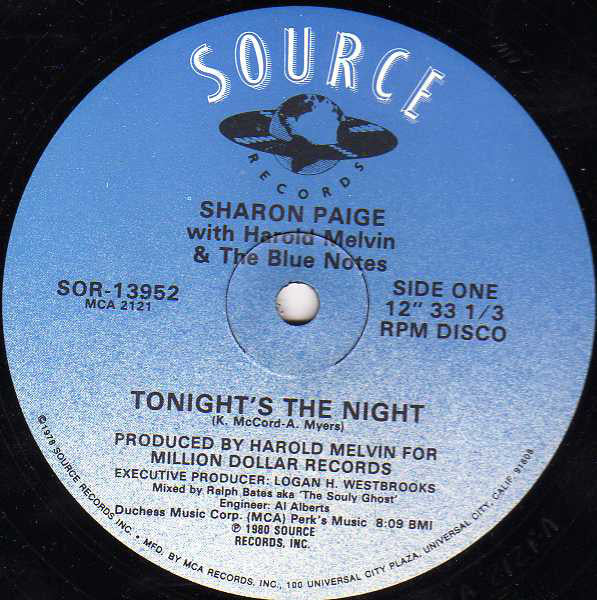 SOURCE
RECORDS
SHARON PAIGE
with Harold Melvin
& The Blue Notes
SOR-13952
MCA 2121
SIDE ONE
12" 33 1/3
RPM DISCO
TONIGHT'S THE NIGHT
(K. McCord-A. Myers)
PRODUCED BY HAROLD MELVIN FOR
MILLION DOLLAR RECORDS
EXECUTIVE PRODUCER: LOGAN H. WESTBROOKS
Mixed by Ralph Bates aka 'The Souly Ghost'
Engineer: Al Alberts
Duchess Music Corp. (MCA) Perk's Music 8:09 BMI
℗ 1980 SOURCE
RECORDS, INC.
©1978 SOURCE RECORDS INC. • MFD. BY MCA RECORDS, INC., 100 UNIVERSAL CITY PLAZA, UNIVERSAL CITY, CALIF. 91608